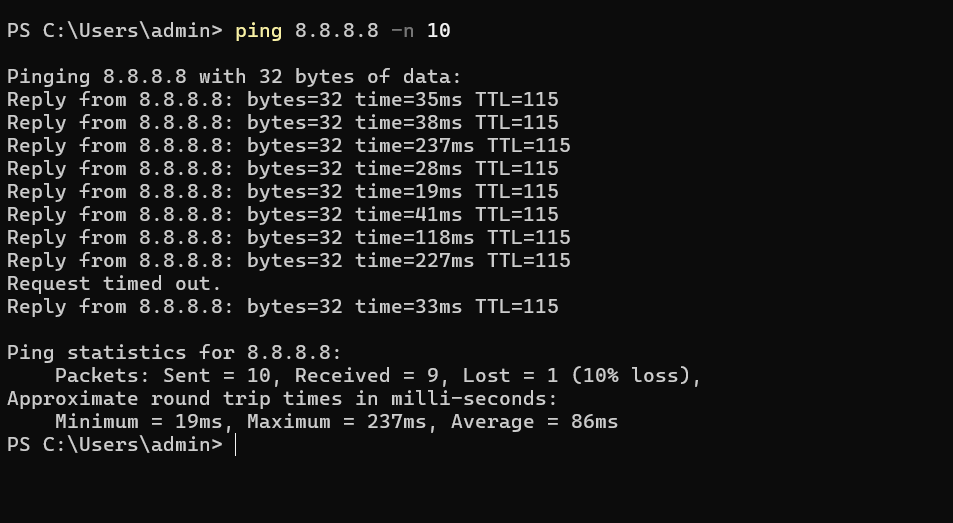 PS C:\Users\admin> ping 8.8.8.8 -n 10
Pinging 8.8.8.8 with 32 bytes of data:
Reply from 8.8.8.8: bytes=32 time=35ms TTL=115
Reply from 8.8.8.8: bytes=32 time=38ms TTL=115
Reply from 8.8.8.8: bytes=32 time=237ms TTL=115
Reply from 8.8.8.8: bytes=32 time=28ms TTL=115
Reply from 8.8.8.8: bytes=32 time=19ms TTL=115
Reply from 8.8.8.8: bytes=32 time=41ms TTL=115
Reply from 8.8.8.8: bytes=32 time=118ms TTL=115
Reply from 8.8.8.8: bytes=32 time=227ms TTL=115
Request timed out.
Reply from 8.8.8.8: bytes=32 time=33ms TTL=115
Ping statistics for 8.8.8.8:
    Packets: Sent = 10, Received = 9, Lost = 1 (10% loss),
Approximate round trip times in milli-seconds:
    Minimum = 19ms, Maximum = 237ms, Average = 86ms
PS C:\Users\admin>